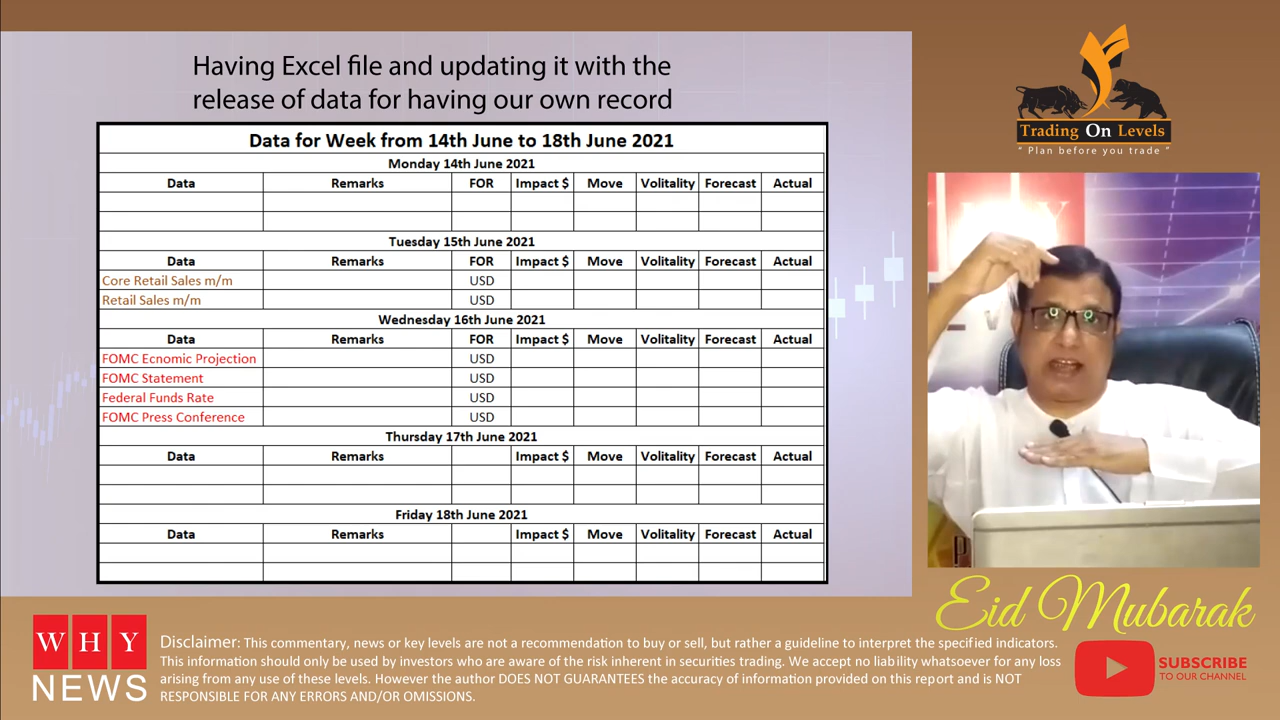 Having Excel file and updating it with the
release of data for having our own record
Data for Week from 14th June to 18th June 2021
Monday 14th June 2021
Data Remarks FOR Impact $ Move Volitality Forecast Actual
Tuesday 15th June 2021
Data Remarks FOR Impact $ Move Volitality Forecast Actual
Core Retail Sales m/m USD
Retail Sales m/m USD
Wednesday 16th June 2021
Data Remarks FOR Impact $ Move Volitality Forecast Actual
FOMC Ecnomic Projection USD
FOMC Statement USD
Federal Funds Rate USD
FOMC Press Conference USD
Thursday 17th June 2021
Data Remarks Impact $ Move Volitality Forecast Actual
Friday 18th June 2021
Data Remarks Impact $ Move Volitality Forecast Actual
Trading On Levels
" Plan before you trade "
Eid Mubarak
WHY
NEWS
Disclaimer: This commentary, news or key levels are not a recommendation to buy or sell, but rather a guideline to interpret the specified indicators.
This information should only be used by investors who are aware of the risk inherent in securities trading. We accept no liability whatsoever for any loss
arising from any use of these levels. However the author DOES NOT GUARANTEES the accuracy of information provided on this report and is NOT
RESPONSIBLE FOR ANY ERRORS AND/OR OMISSIONS.
SUBSCRIBE
TO OUR CHANNEL